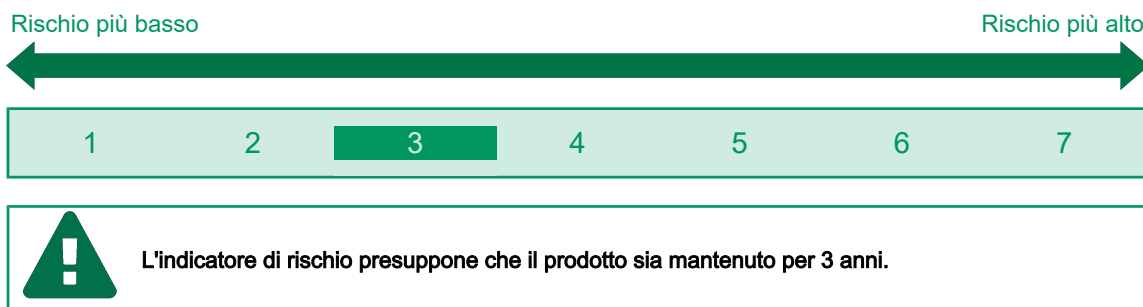 Rischio più basso Rischio più alto
1 2 3 4 5 6 7
L'indicatore di rischio presuppone che il prodotto sia mantenuto per 3 anni.